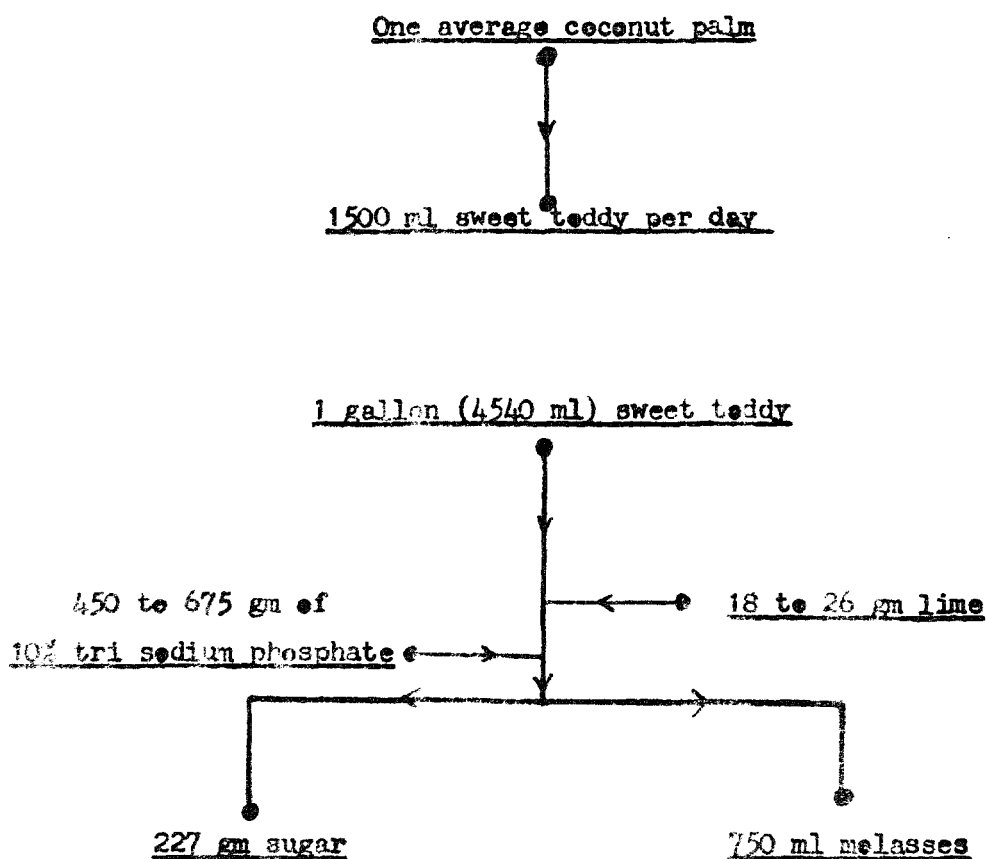 One average coconut palm
1500 ml sweet toddy per day
1 gallon (4540 ml) sweet toddy
450 to 675 gm of
18 to 26 gm lime
10% tri sodium phosphate
227 gm sugar
750 ml molasses